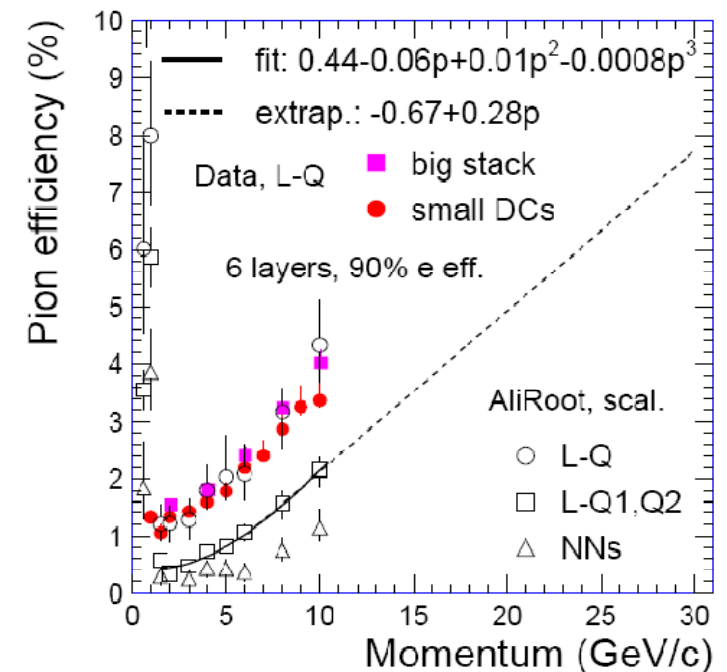 Pion efficiency (%)
10
9
8
7
6
5
4
3
2
1
0
fit: 0.44-0.06p+0.01p²-0.0008p³
extrap.: -0.67+0.28p
Data, L-Q
big stack
small DCs
6 layers, 90% e eff.
AliRoot, scal.
L-Q
L-Q1,Q2
NNs
0 5 10 15 20 25 30
Momentum (GeV/c)